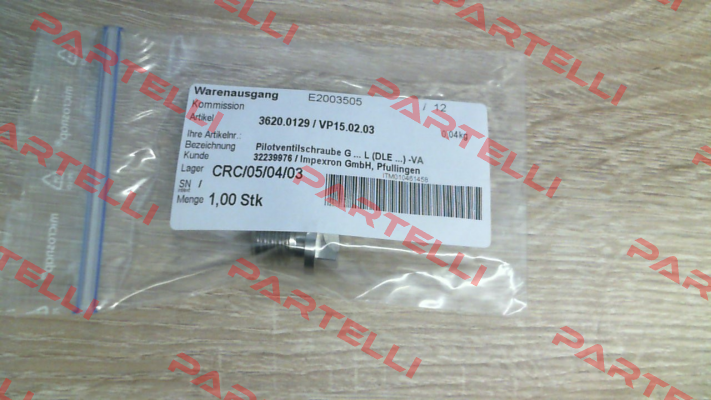 Warenausgang E2003505 / 12
Kommission
Artikel 3620.0129 / VP15.02.03 0,04kg
Ihre Artikelnr.:
Bezeichnung Pilotventilschraube G ... L (DLE ...) -VA
Kunde 32239976 / Impexron GmbH, Pfullingen
Lager CRC/05/04/03 ITM010461458
SN /
Menge 1,00 Stk
PARTELLI
PARTELLI
PARTELLI
PARTELLI
PARTELLI
PARTELLI
PARTELLI
PARTELLI